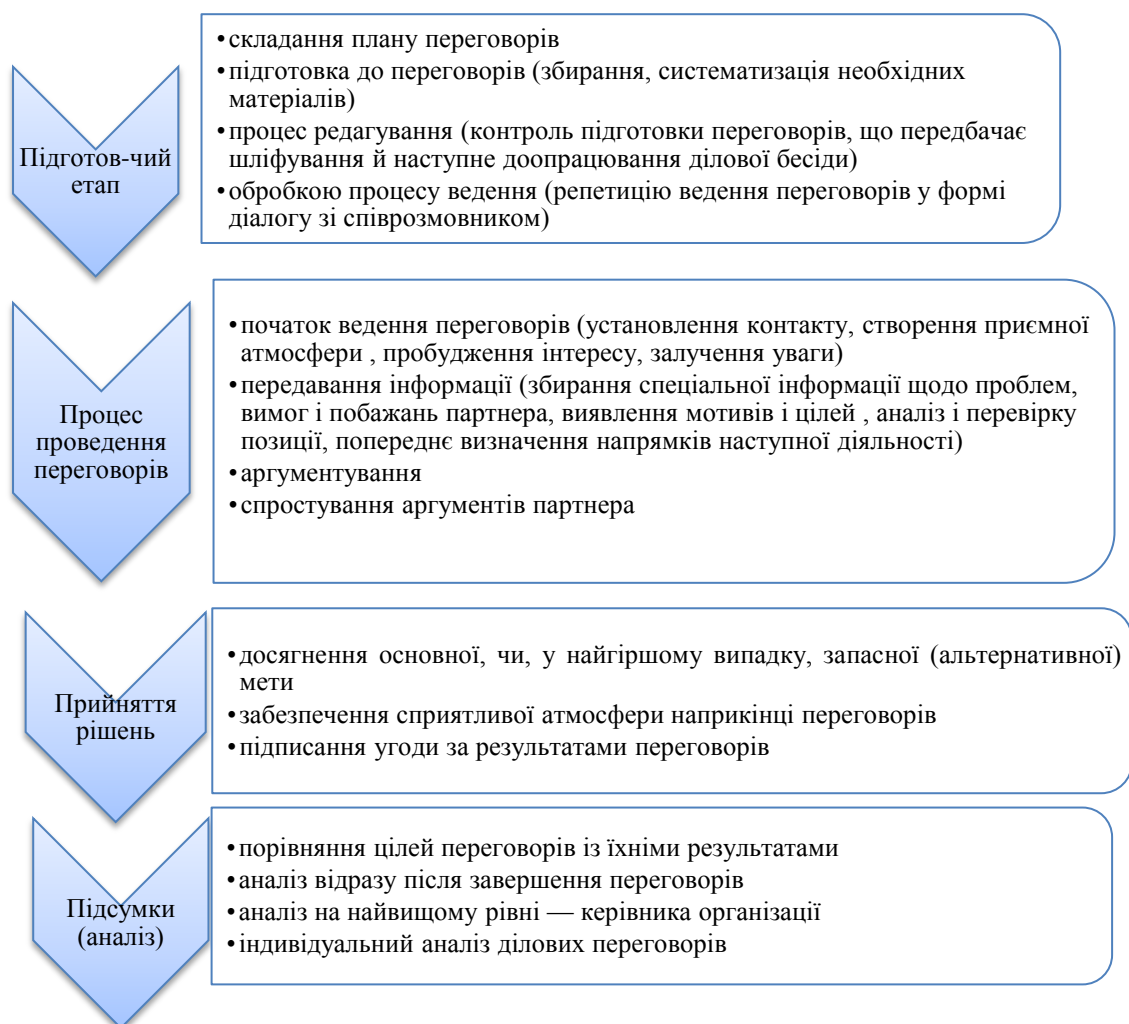 Підготов-чий
етап
•складання плану переговорів
•підготовка до переговорів (збирання, систематизація необхідних
матеріалів)
•процес редагування (контроль підготовки переговорів, що передбачає
шліфування й наступне доопрацювання ділової бесіди)
•обробкою процесу ведення (репетицію ведення переговорів у формі
діалогу зі співрозмовником)
Процес
проведення
переговорів
•початок ведення переговорів (установлення контакту, створення приємної
атмосфери , пробудження інтересу, залучення уваги)
•передавання інформації (збирання спеціальної інформації щодо проблем,
вимог і побажань партнера, виявлення мотивів і цілей , аналіз і перевірку
позиції, попереднє визначення напрямків наступної діяльності)
•аргументування
•спростування аргументів партнера
Прийняття
рішень
•досягнення основної, чи, у найгіршому випадку, запасної (альтернативної)
мети
•забезпечення сприятливої атмосфери наприкінці переговорів
•підписання угоди за результатами переговорів
Підсумки
(аналіз)
•порівняння цілей переговорів із їхніми результатами
•аналіз відразу після завершення переговорів
•аналіз на найвищому рівні — керівника організації
•індивідуальний аналіз ділових переговорів